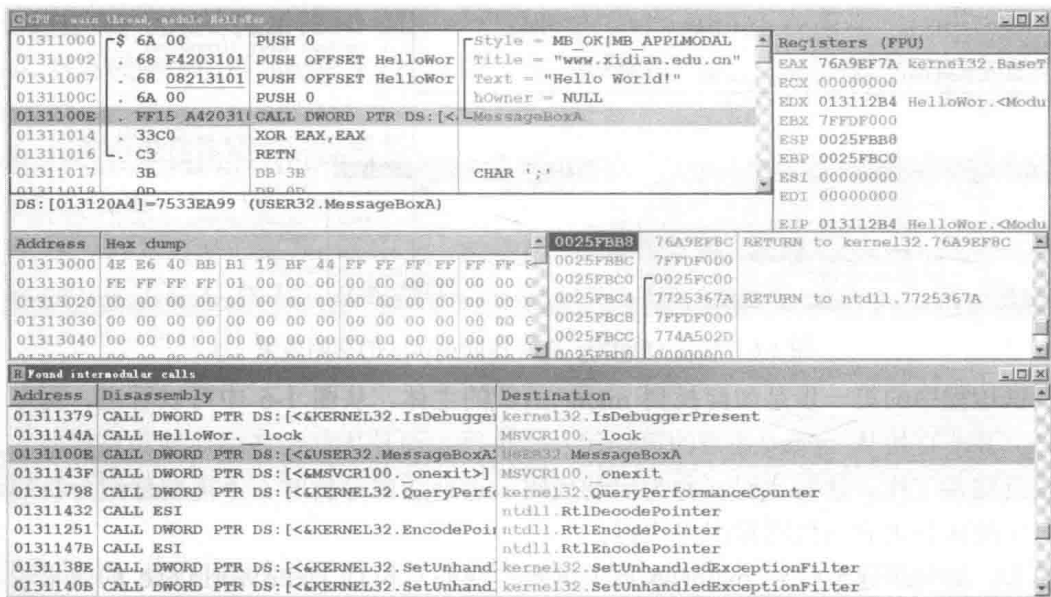 CPU - main thread, module HelloWor
01311000 $ 6A 00 PUSH 0 Style = MB_OK|MB_APPLMODAL
01311002 . 68 F4203101 PUSH OFFSET HelloWor Title = "www.xidian.edu.cn"
01311007 . 68 08213101 PUSH OFFSET HelloWor Text = "Hello World!"
0131100C . 6A 00 PUSH 0 hOwner = NULL
0131100E . FF15 A420310 CALL DWORD PTR DS:[<. MessageBoxA
01311014 . 33C0 XOR EAX,EAX
01311016 . C3 RETN
01311017 3B DB 3B CHAR ';'
01311018 0D DB 0D
DS:[013120A4]=7533EA99 (USER32.MessageBoxA)
Registers (FPU)
EAX 76A9EF7A kernel32.BaseT
ECX 00000000
EDX 013112B4 HelloWor.<Modu
EBX 7FFDF000
ESP 0025FBB8
EBP 0025FBC0
ESI 00000000
EDI 00000000
EIP 013112B4 HelloWor.<Modu
Address Hex dump
01313000 4E E6 40 BB B1 19 BF 44 FF FF FF FF FF FF
01313010 FE FF FF FF 01 00 00 00 00 00 00 00 00 00
01313020 00 00 00 00 00 00 00 00 00 00 00 00 00 00
01313030 00 00 00 00 00 00 00 00 00 00 00 00 00 00
01313040 00 00 00 00 00 00 00 00 00 00 00 00 00 00
0025FBB8 76A9EF8C RETURN to kernel32.76A9EF8C
0025FBBC 7FFDF000
0025FBC0 0025FC00
0025FBC4 7725367A RETURN to ntdll.7725367A
0025FBC8 7FFDF000
0025FBCC 774A502D
0025FBD0 00000000
R Found intermodular calls
Address Disassembly Destination
01311379 CALL DWORD PTR DS:[<&KERNEL32.IsDebugger kernel32.IsDebuggerPresent
0131144A CALL HelloWor.__lock MSVCR100._lock
0131100E CALL DWORD PTR DS:[<&USER32.MessageBoxA USER32.MessageBoxA
0131143F CALL DWORD PTR DS:[<&MSVCR100._onexit>] MSVCR100._onexit
01311798 CALL DWORD PTR DS:[<&KERNEL32.QueryPerfo kernel32.QueryPerformanceCounter
01311432 CALL ESI ntdll.RtlDecodePointer
01311251 CALL DWORD PTR DS:[<&KERNEL32.EncodePoin ntdll.RtlEncodePointer
0131147B CALL ESI ntdll.RtlEncodePointer
0131138E CALL DWORD PTR DS:[<&KERNEL32.SetUnhand kernel32.SetUnhandledExceptionFilter
0131140B CALL DWORD PTR DS:[<&KERNEL32.SetUnhand kernel32.SetUnhandledExceptionFilter